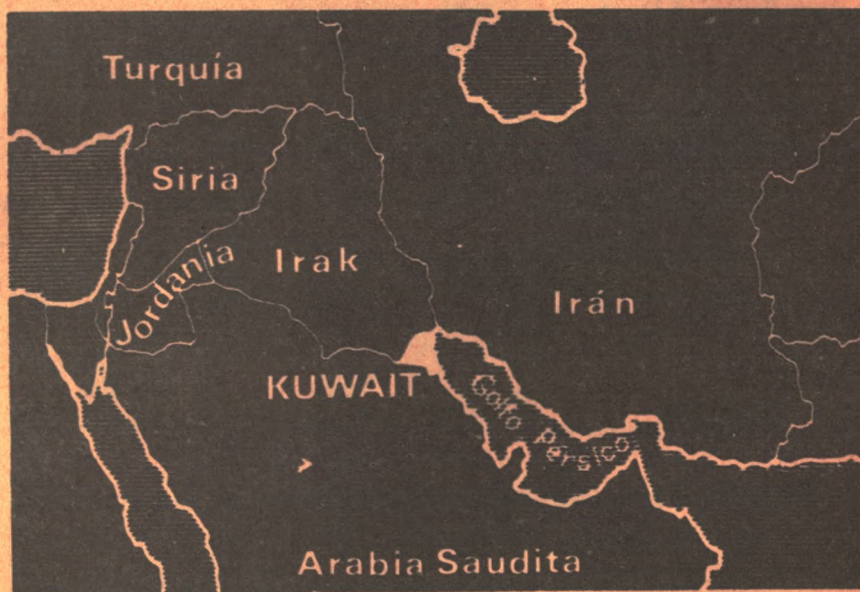 Turquía
Siria
Jordania
Irak
Irán
KUWAIT
Golfo Pérsico
Arabia Saudita